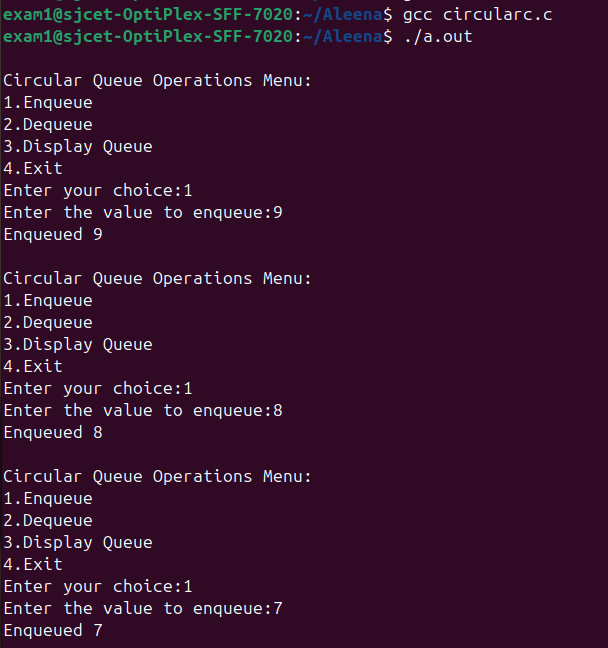 exam1@sjcet-OptiPlex-SFF-7020:~/Aleena$ gcc circularc.c
exam1@sjcet-OptiPlex-SFF-7020:~/Aleena$ ./a.out
Circular Queue Operations Menu:
1.Enqueue
2.Dequeue
3.Display Queue
4.Exit
Enter your choice:1
Enter the value to enqueue:9
Enqueued 9
Circular Queue Operations Menu:
1.Enqueue
2.Dequeue
3.Display Queue
4.Exit
Enter your choice:1
Enter the value to enqueue:8
Enqueued 8
Circular Queue Operations Menu:
1.Enqueue
2.Dequeue
3.Display Queue
4.Exit
Enter your choice:1
Enter the value to enqueue:7
Enqueued 7